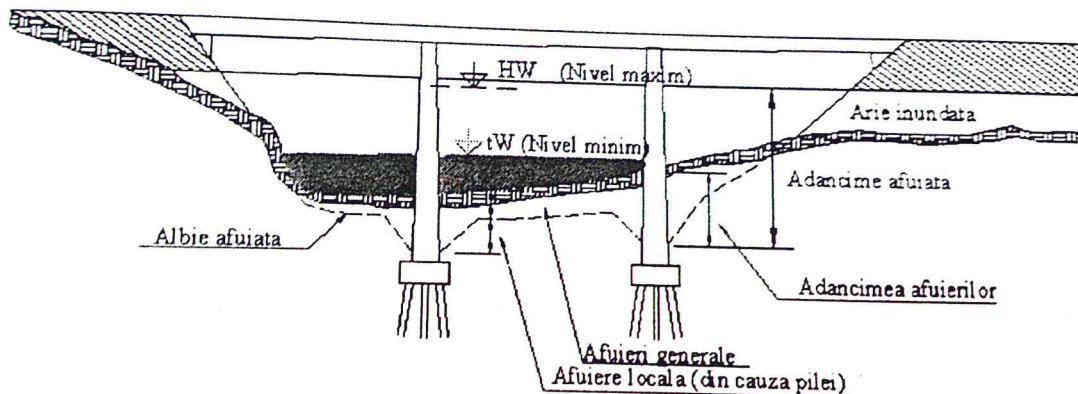 HW (Nivel maxim)
Arie inundata
tW (Nivel minim)
Adancime afuiata
Albie afuiata
Adancimea afuierilor
Afuieri generale
Afuiere locala (din cauza pilei)